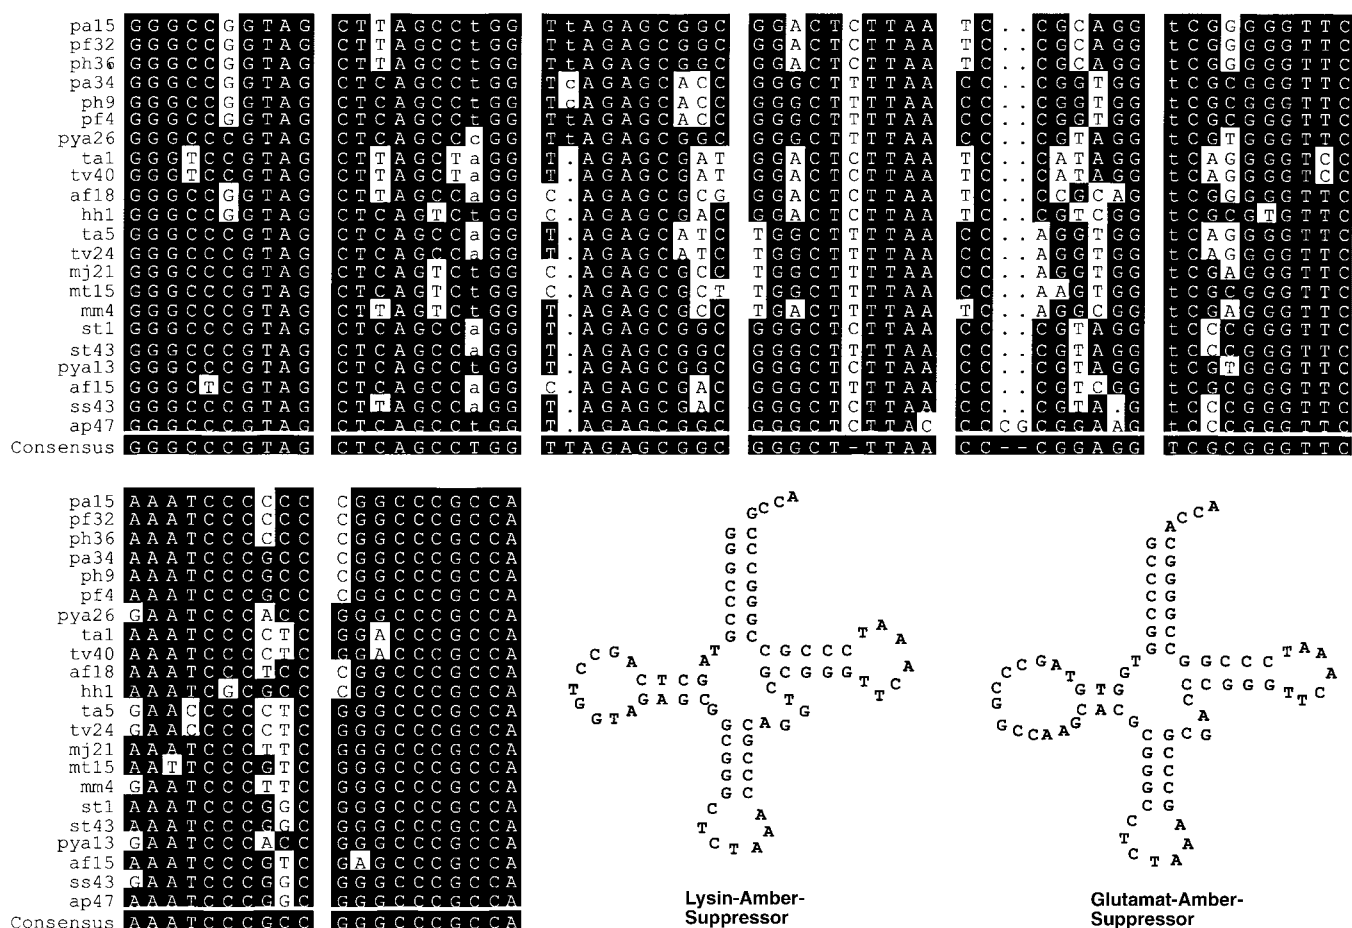 pa15 GGGCCGGTAG CTTAGCCtGG TtAGAGCGGC GGACTCTTAA TC..CGCAGG tCGGGGGTTC
pf32 GGGCCGGTAG CTTAGCCtGG TtAGAGCGGC GGACTCTTAA TC..CGCAGG tCGGGGGTTC
ph36 GGGCCGGTAG CTTAGCCtGG TtAGAGCGGC GGACTCTTAA TC..CGCAGG tCGGGGGTTC
pa34 GGGCCGGTAG CTCAGCCtGG TcAGAGCACC GGGCTTTTAA CC..CGGTGG tCGCGGGTTC
ph9 GGGCCGGTAG CTCAGCCtGG TcAGAGCACC GGGCTTTTAA CC..CGGTGG tCGCGGGTTC
pf4 GGGCCGGTAG CTCAGCCtGG TcAGAGCACC GGGCTTTTAA CC..CGGTGG tCGCGGGTTC
pya26 GGGCCCGTAG CTCAGCCcGG TtAGAGCGGC GGGCTTTTAA CC..CGTAGG tCGTGGGTTC
ta1 GGGTCCGTAG CTTAGCTaGG T.AGAGCGAT GGACTCTTAA TC..CATAGG tCAGGGGTCC
tv40 GGGTCCGTAG CTTAGCTaGG T.AGAGCGAT GGACTCTTAA TC..CATAGG tCAGGGGTCC
af18 GGGCCGGTAG CTTAGCCaGG C.AGAGCGCG GGACTCTTAA TC..CCGCAG tCGGGGGTTC
hh1 GGGCCGGTAG CTCAGTCtGG T.AGAGCGAC GGACTCTTAA TC..CGTCGG tCGCGTGTTC
ta5 GGGCCCGTAG CTCAGCCaGG T.AGAGCATC TGGCTTTTAA CC..AGGTGG tCAGGGGTTC
tv24 GGGCCCGTAG CTCAGCCaGG T.AGAGCATC TGGCTTTTAA CC..AGGTGG tCAGGGGTTC
mj21 GGGCCCGTAG CTCAGTCtGG C.AGAGCGCC TGGCTTTTAA CC..AGGTGG tCGAGGGTTC
mt15 GGGCCCGTAG CTCAGTCtGG C.AGAGCGCT TGGCTTTTAA CC..AAGTGG tCGCGGGTTC
mm4 GGGCCCGTAG CTTAGTCtGG T.AGAGCGCC TGACTTTTAA TC..AGGCGG tCGAGGGTTC
st1 GGGCCCGTAG CTCAGCCaGG T.AGAGCGGC GGGCTCTTAA CC..CGTAGG tCCCGGGTTC
st43 GGGCCCGTAG CTCAGCCaGG T.AGAGCGGC GGGCTCTTAA CC..CGTAGG tCCCGGGTTC
pya13 GGGCCCGTAG CTCAGCCtGG T.AGAGCGGC GGGCTCTTAA CC..CGTAGG tCGTGGGTTC
af15 GGGCTCGTAG CTCAGCCaGG C.AGAGCGAC GGGCTTTTAA CC..CGTCGG tCGCGGGTTC
ss43 GGGCCCGTAG CTTAGCCaGG T.AGAGCGAC GGGCTCTTAA CC..CGTA.G tCCCGGGTTC
ap47 GGGCCCGTAG CTCAGCCtGG T.AGAGCGGC GGGCTCTTAC CCCGCGGAAG tCCCGGGTTC
Consensus GGGCCCGTAG CTCAGCCTGG TTAGAGCGGC GGGCT-TTAA CC--CGGAGG TCGCGGGTTC
pa15 AAATCCCCCC CGGCCCGCCA
pf32 AAATCCCCCC CGGCCCGCCA
ph36 AAATCCCCCC CGGCCCGCCA
pa34 AAATCCCGCC CGGCCCGCCA
ph9 AAATCCCGCC CGGCCCGCCA
pf4 AAATCCCGCC CGGCCCGCCA
pya26 GAATCCCACC GGGCCCGCCA
ta1 AAATCCCCTC GGACCCGCCA
tv40 AAATCCCCTC GGACCCGCCA
af18 AAATCCCTCC CGGCCCGCCA
hh1 AAATCGCGCC CGGCCCGCCA
ta5 GAACCCCCTC GGGCCCGCCA
tv24 GAACCCCCTC GGGCCCGCCA
mj21 AAATCCCTTC GGGCCCGCCA
mt15 AATTCCCGTC GGGCCCGCCA
mm4 GAATCCCTTC GGGCCCGCCA
st1 AAATCCCGGC GGGCCCGCCA
st43 AAATCCCGGC GGGCCCGCCA
pya13 GAATCCCACC GGGCCCGCCA
af15 AAATCCCGTC GAGCCCGCCA
ss43 GAATCCCGGC GGGCCCGCCA
ap47 AAATCCCGGC GGGCCCGCCA
Consensus AAATCCCGCC GGGCCCGCCA
Lysin-Amber-
Suppressor
Glutamat-Amber-
Suppressor